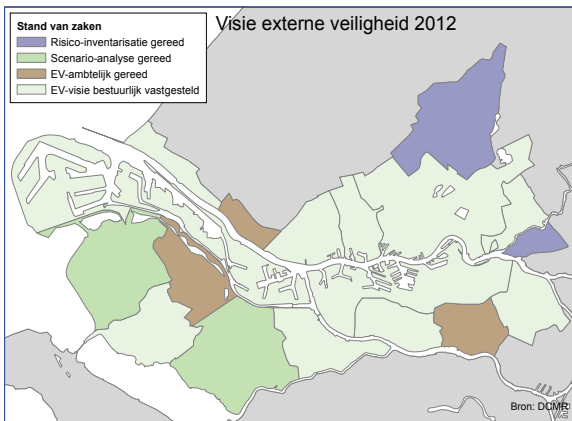 Visie externe veiligheid 2012
Stand van zaken
Risico-inventarisatie gereed
Scenario-analyse gereed
EV-ambtelijk gereed
EV-visie bestuurlijk vastgesteld
Bron: DCMR